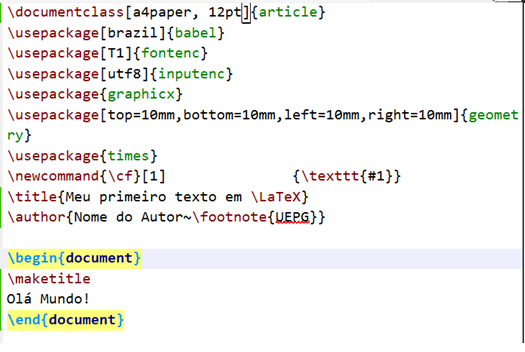 \documentclass[a4paper, 12pt]{article}
\usepackage[brazil]{babel}
\usepackage[T1]{fontenc}
\usepackage[utf8]{inputenc}
\usepackage{graphicx}
\usepackage[top=10mm,bottom=10mm,left=10mm,right=10mm]{geomet
ry}
\usepackage{times}
\newcommand{\cf}[1]                {\texttt{#1}}
\title{Meu primeiro texto em \LaTeX}
\author{Nome do Autor~\footnote{UEPG}}
\begin{document}
\maketitle
Olá Mundo!
\end{document}